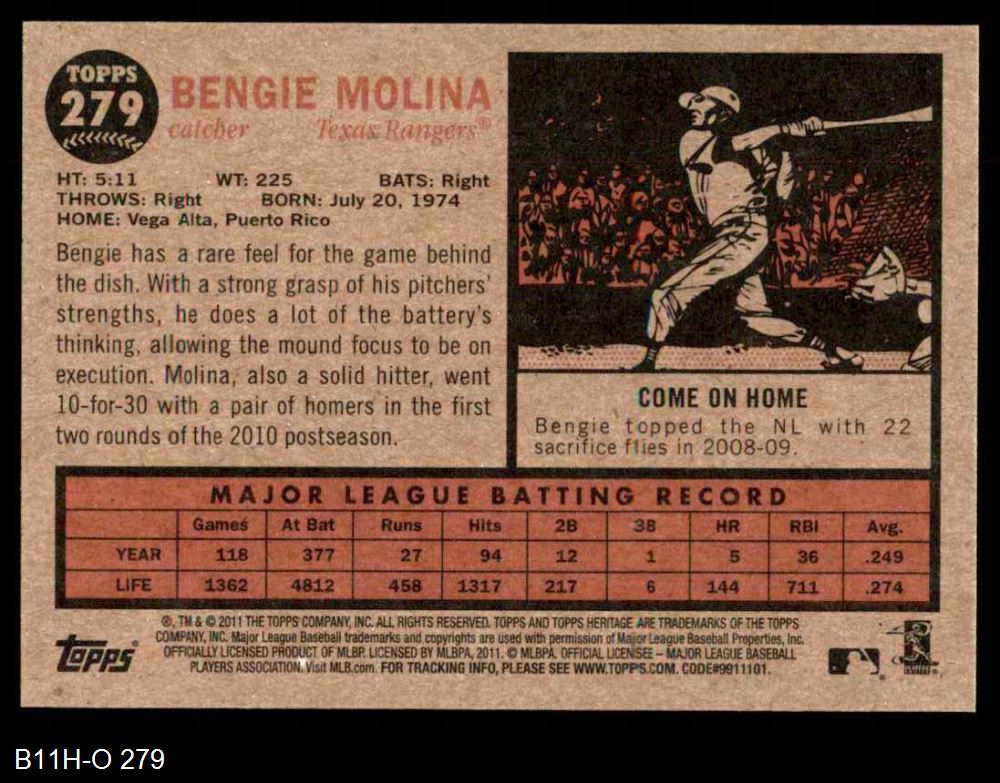 TOPPS
279
BENGIE MOLINA
catcher Texas Rangers®
HT: 5:11 WT: 225 BATS: Right
THROWS: Right BORN: July 20, 1974
HOME: Vega Alta, Puerto Rico
Bengie has a rare feel for the game behind
the dish. With a strong grasp of his pitchers'
strengths, he does a lot of the battery's
thinking, allowing the mound focus to be on
execution. Molina, also a solid hitter, went
10-for-30 with a pair of homers in the first
two rounds of the 2010 postseason.
COME ON HOME
Bengie topped the NL with 22
sacrifice flies in 2008-09.
MAJOR LEAGUE BATTING RECORD
Games At Bat Runs Hits 2B 3B HR RBI Avg.
YEAR 118 377 27 94 12 1 5 36 .249
LIFE 1362 4812 458 1317 217 6 144 711 .274
®, TM & © 2011 THE TOPPS COMPANY, INC. ALL RIGHTS RESERVED. TOPPS AND TOPPS HERITAGE ARE TRADEMARKS OF THE TOPPS
COMPANY, INC. Major League Baseball trademarks and copyrights are used with permission of Major League Baseball Properties, Inc.
OFFICIALLY LICENSED PRODUCT OF MLBP. LICENSED BY MLBPA, 2011. © MLBPA. OFFICIAL LICENSEE – MAJOR LEAGUE BASEBALL
PLAYERS ASSOCIATION. Visit MLB.com. FOR TRACKING INFO, PLEASE SEE WWW.TOPPS.COM. CODE#9911101.
Topps
B11H-O 279